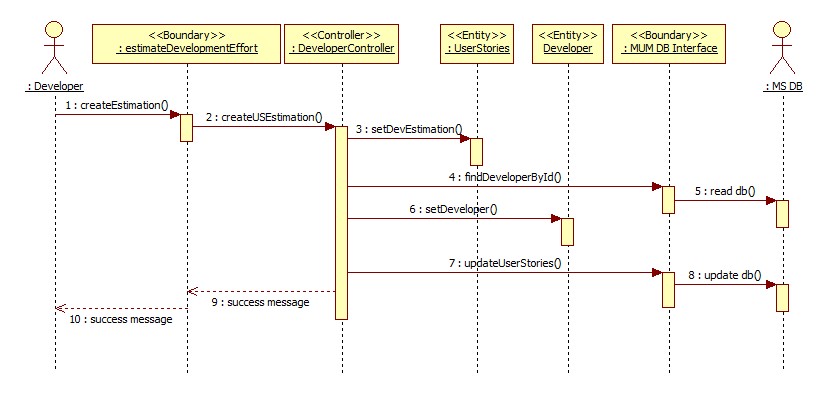 <<Boundary>>
: estimateDevelopmentEffort
<<Controller>>
: DeveloperController
<<Entity>>
: UserStories
<<Entity>>
Developer
<<Boundary>>
: MUM DB Interface
: Developer
: MS DB
1 : createEstimation()
2 : createUSEstimation()
3 : setDevEstimation()
4 : findDeveloperById()
5 : read db()
6 : setDeveloper()
7 : updateUserStories()
8 : update db()
9 : success message
10 : success message